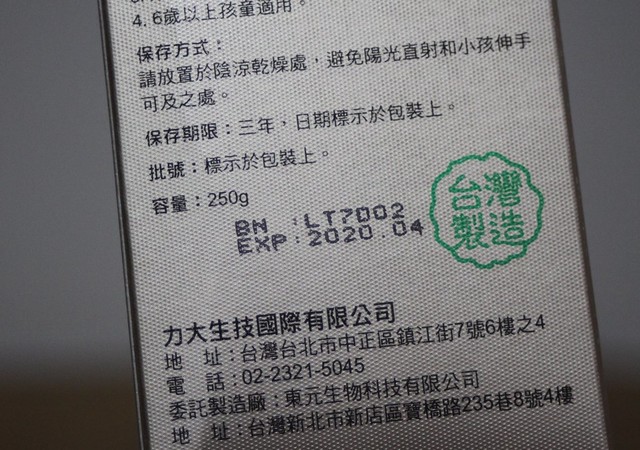 4. 6歲以上孩童適用。
保存方式：
請放置於陰涼乾燥處，避免陽光直射和小孩伸手
可及之處。
保存期限：三年，日期標示於包裝上。
批號：標示於包裝上。
容量：250g
BN :LT7D02
EXP:2020.04
台灣
製造
力大生技國際有限公司
地 址：台灣台北市中正區鎮江街7號6樓之4
電 話：02-2321-5045
委託製造廠：東元生物科技有限公司
地 址：台灣新北市新店區寶橋路235巷8號4樓